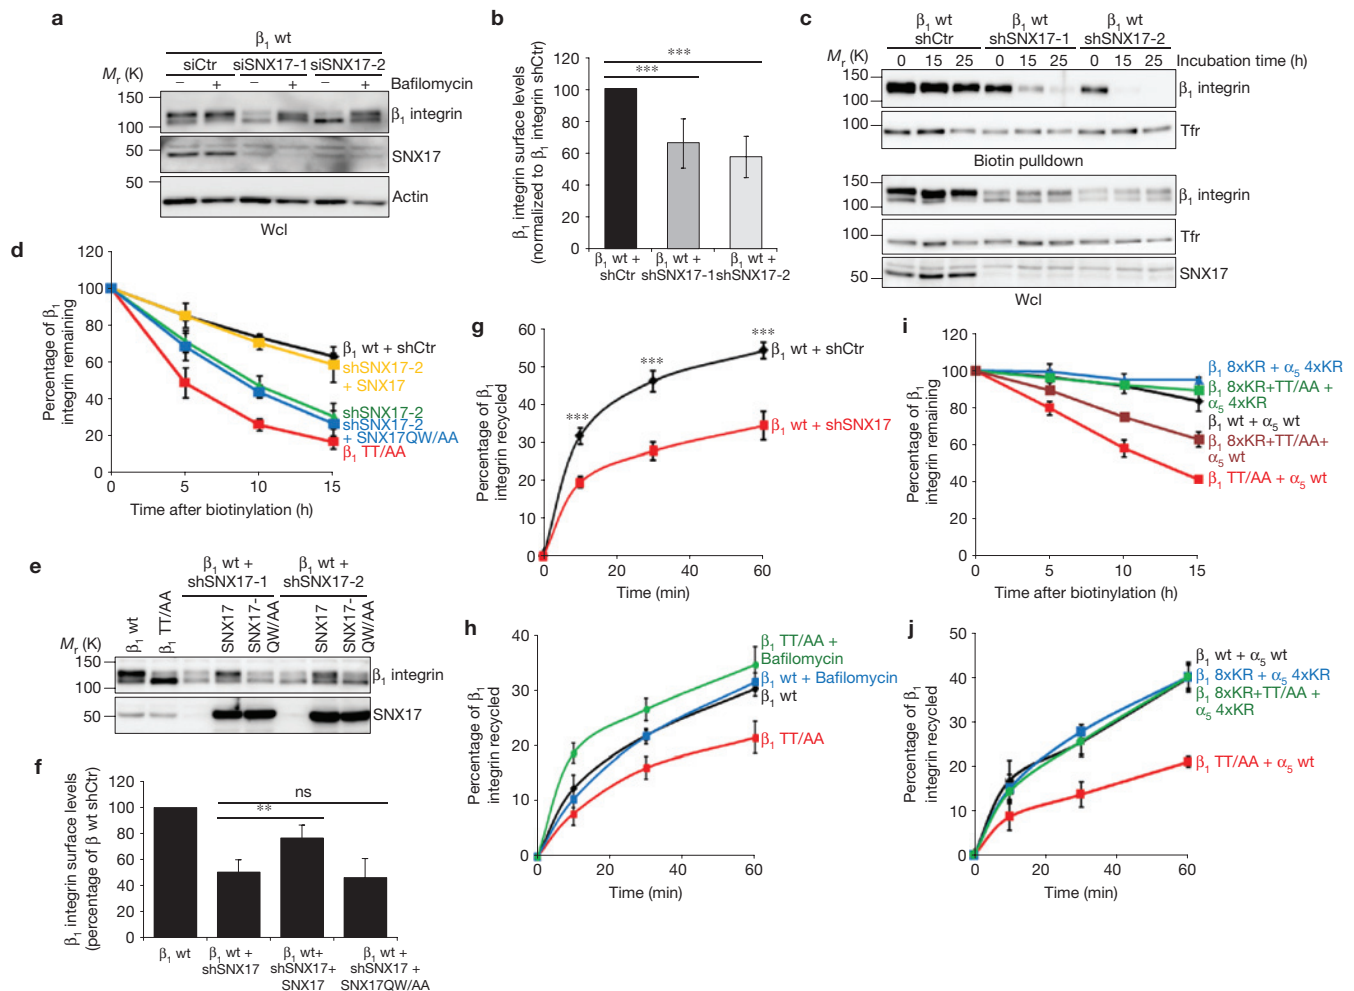 a
β1 wt
siCtr siSNX17-1 siSNX17-2
Mr (K)
– + – + – + Bafilomycin
150
100
β1 integrin
50
SNX17
50
Actin
Wcl
b
β1 integrin surface levels
(normalized to β1 integrin shCtr)
120
100
80
60
40
20
0
***
***
β1 wt +
shCtr
β1 wt +
shSNX17-1
β1 wt +
shSNX17-2
c
β1 wt
shCtr
β1 wt
shSNX17-1
β1 wt
shSNX17-2
Mr (K)
0 15 25 0 15 25 0 15 25 Incubation time (h)
150
100
β1 integrin
100
Tfr
Biotin pulldown
150
100
β1 integrin
100
Tfr
50
SNX17
Wcl
d
Percentage of β1
integrin remaining
120
100
80
60
40
20
0
0 5 10 15
Time after biotinylation (h)
β1 wt + shCtr
shSNX17-2
+ SNX17
shSNX17-2
shSNX17-2
+ SNX17QW/AA
β1 TT/AA
e
β1 wt +
shSNX17-1
β1 wt +
shSNX17-2
Mr (K)
β1 wt
β1 TT/AA
SNX17
SNX17-
QW/AA
SNX17
SNX17-
QW/AA
150
100
β1 integrin
50
SNX17
f
β1 integrin surface levels
(percentage of β wt shCtr)
120
100
80
60
40
20
0
ns
**
β1 wt
β1 wt +
shSNX17
β1 wt+
shSNX17+
SNX17
β1 wt +
shSNX17 +
SNX17QW/AA
g
Percentage of β1
integrin recycled
60
50
40
30
20
10
0
0 20 40 60
Time (min)
***
***
***
β1 wt + shCtr
β1 wt + shSNX17
h
Percentage of β1
integrin recycled
40
30
20
10
0
0 20 40 60
Time (min)
β1 TT/AA +
Bafilomycin
β1 wt + Bafilomycin
β1 wt
β1 TT/AA
i
Percentage of β1
integrin remaining
120
100
80
60
40
20
0
0 5 10 15
Time after biotinylation (h)
β1 8xKR + α5 4xKR
β1 8xKR+TT/AA +
α5 4xKR
β1 wt + α5 wt
β1 8xKR+TT/AA+
α5 wt
β1 TT/AA + α5 wt
j
Percentage of β1
integrin recycled
50
40
30
20
10
0
0 20 40 60
Time (min)
β1 wt + α5 wt
β1 8xKR + α5 4xKR
β1 8xKR+TT/AA +
α5 4xKR
β1 TT/AA + α5 wt